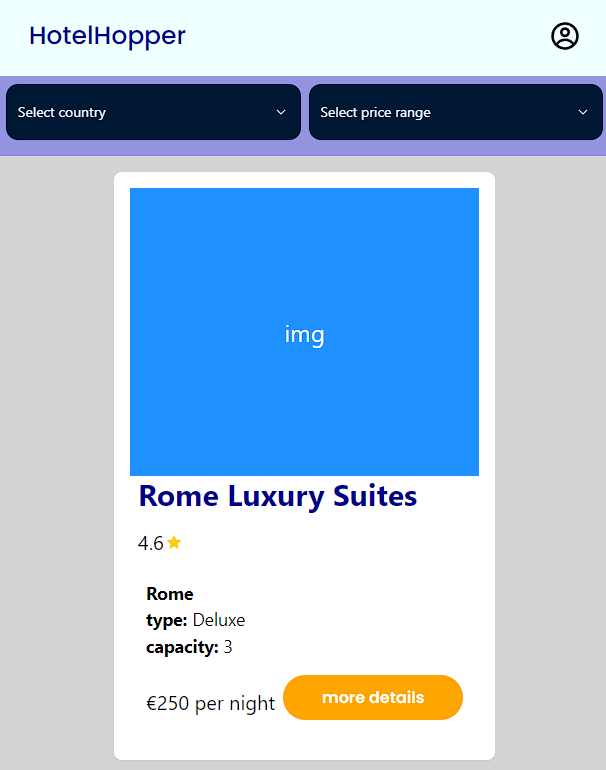 HotelHopper
Select country
Select price range
img
Rome Luxury Suites
4.6
Rome
type: Deluxe
capacity: 3
€250 per night
more details